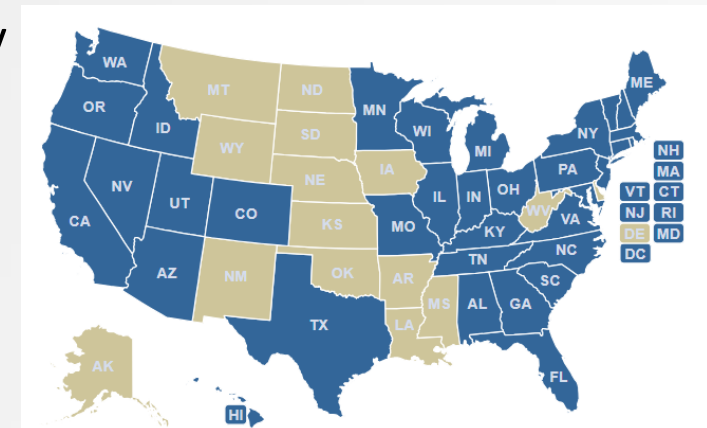 y
WA
MT
ND
ME
OR
MN
ID
SD
WI
NY
WY
MI
NH
IA
PA
MA
NE
NV
OH
VT CT
UT
IL
IN
WV
CO
VA
NJ RI
CA
KS
MO
KY
DE MD
NC
DC
TN
AZ
NM
OK
AR
SC
MS
AL
GA
TX
LA
AK
FL
HI